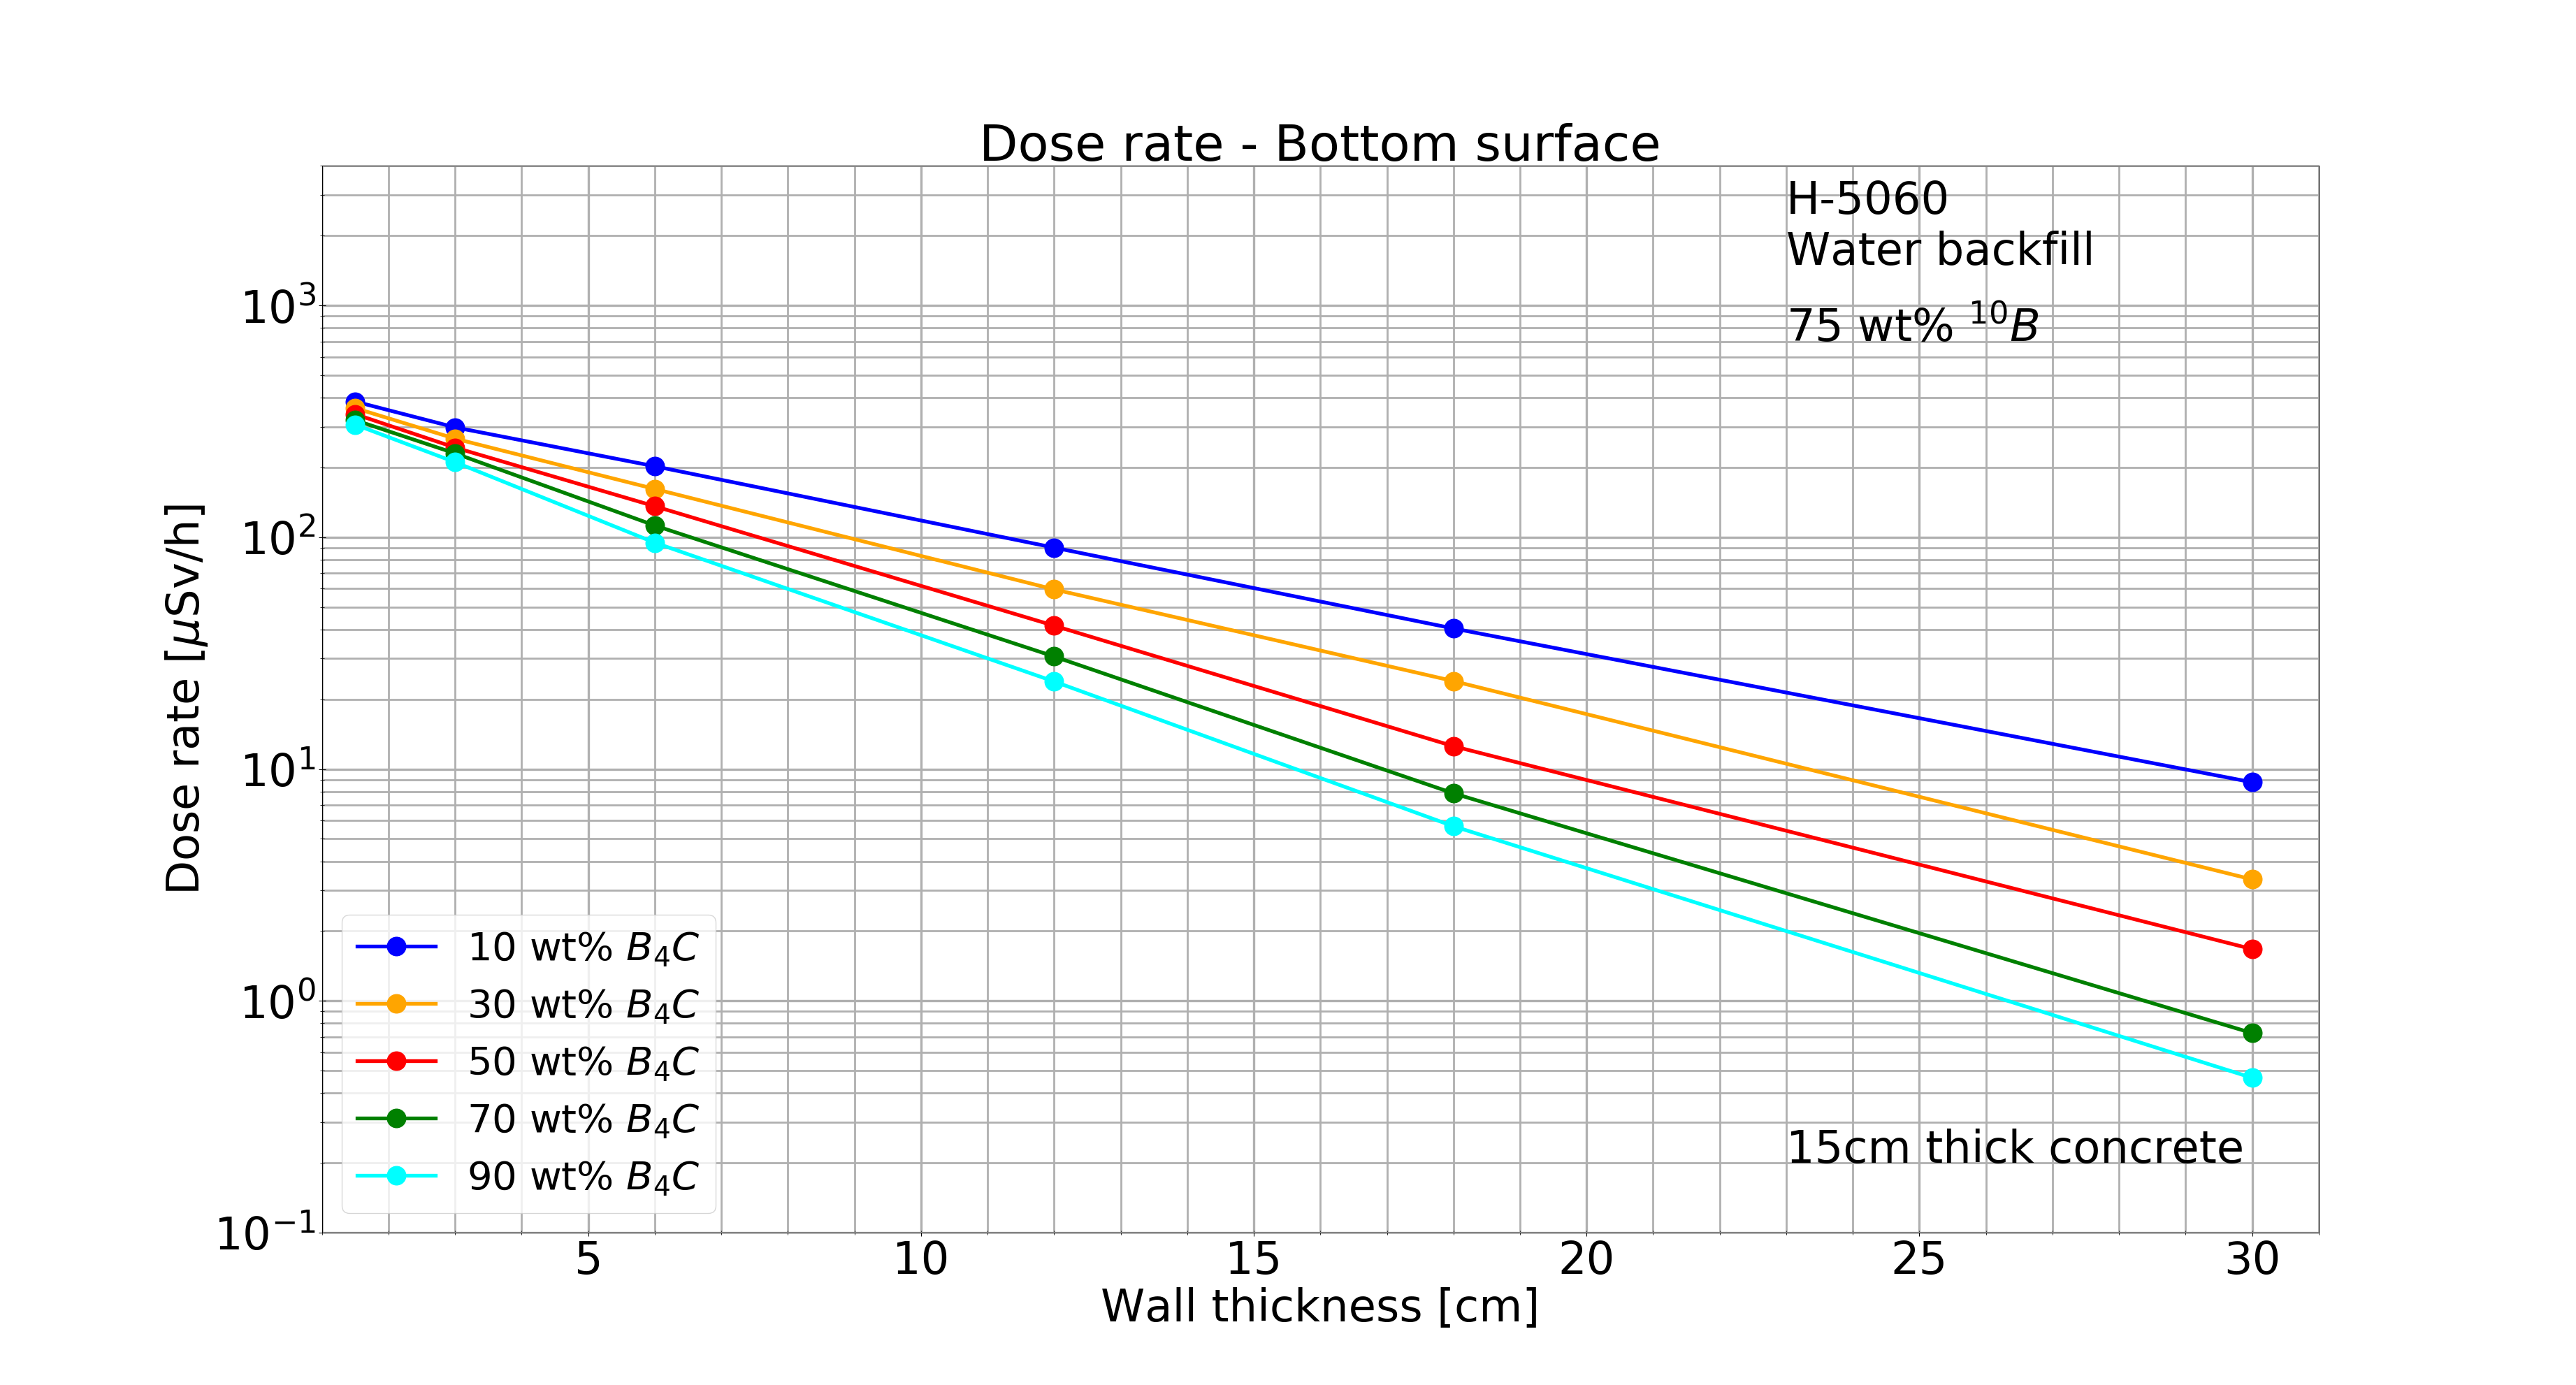 Dose rate - Bottom surface
H-5060
Water backfill
75 wt% ¹⁰B
10³
10²
10¹
10⁰
10⁻¹
Dose rate [μSv/h]
10 wt% B₄C
30 wt% B₄C
50 wt% B₄C
70 wt% B₄C
90 wt% B₄C
15cm thick concrete
5 10 15 20 25 30
Wall thickness [cm]